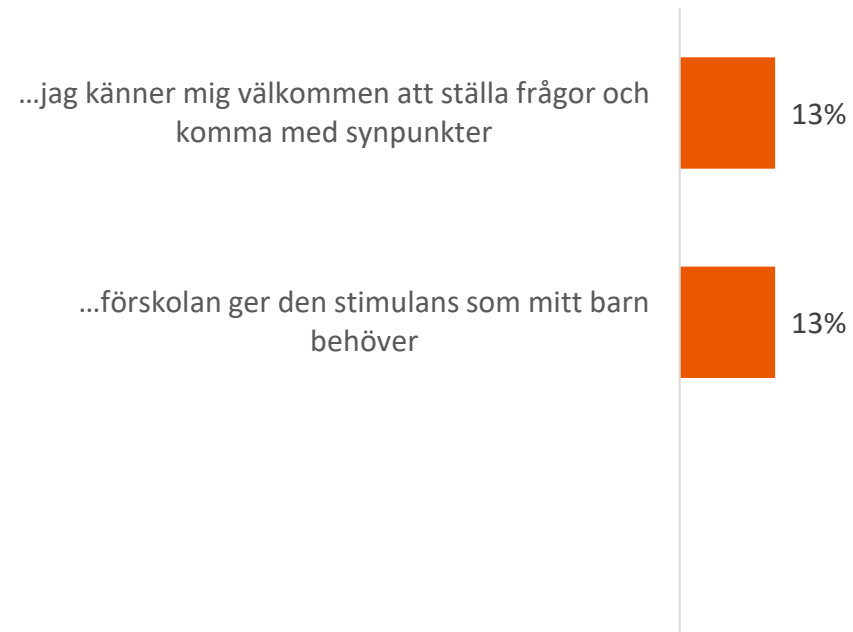 …jag känner mig välkommen att ställa frågor och
komma med synpunkter
13%
…förskolan ger den stimulans som mitt barn
behöver
13%